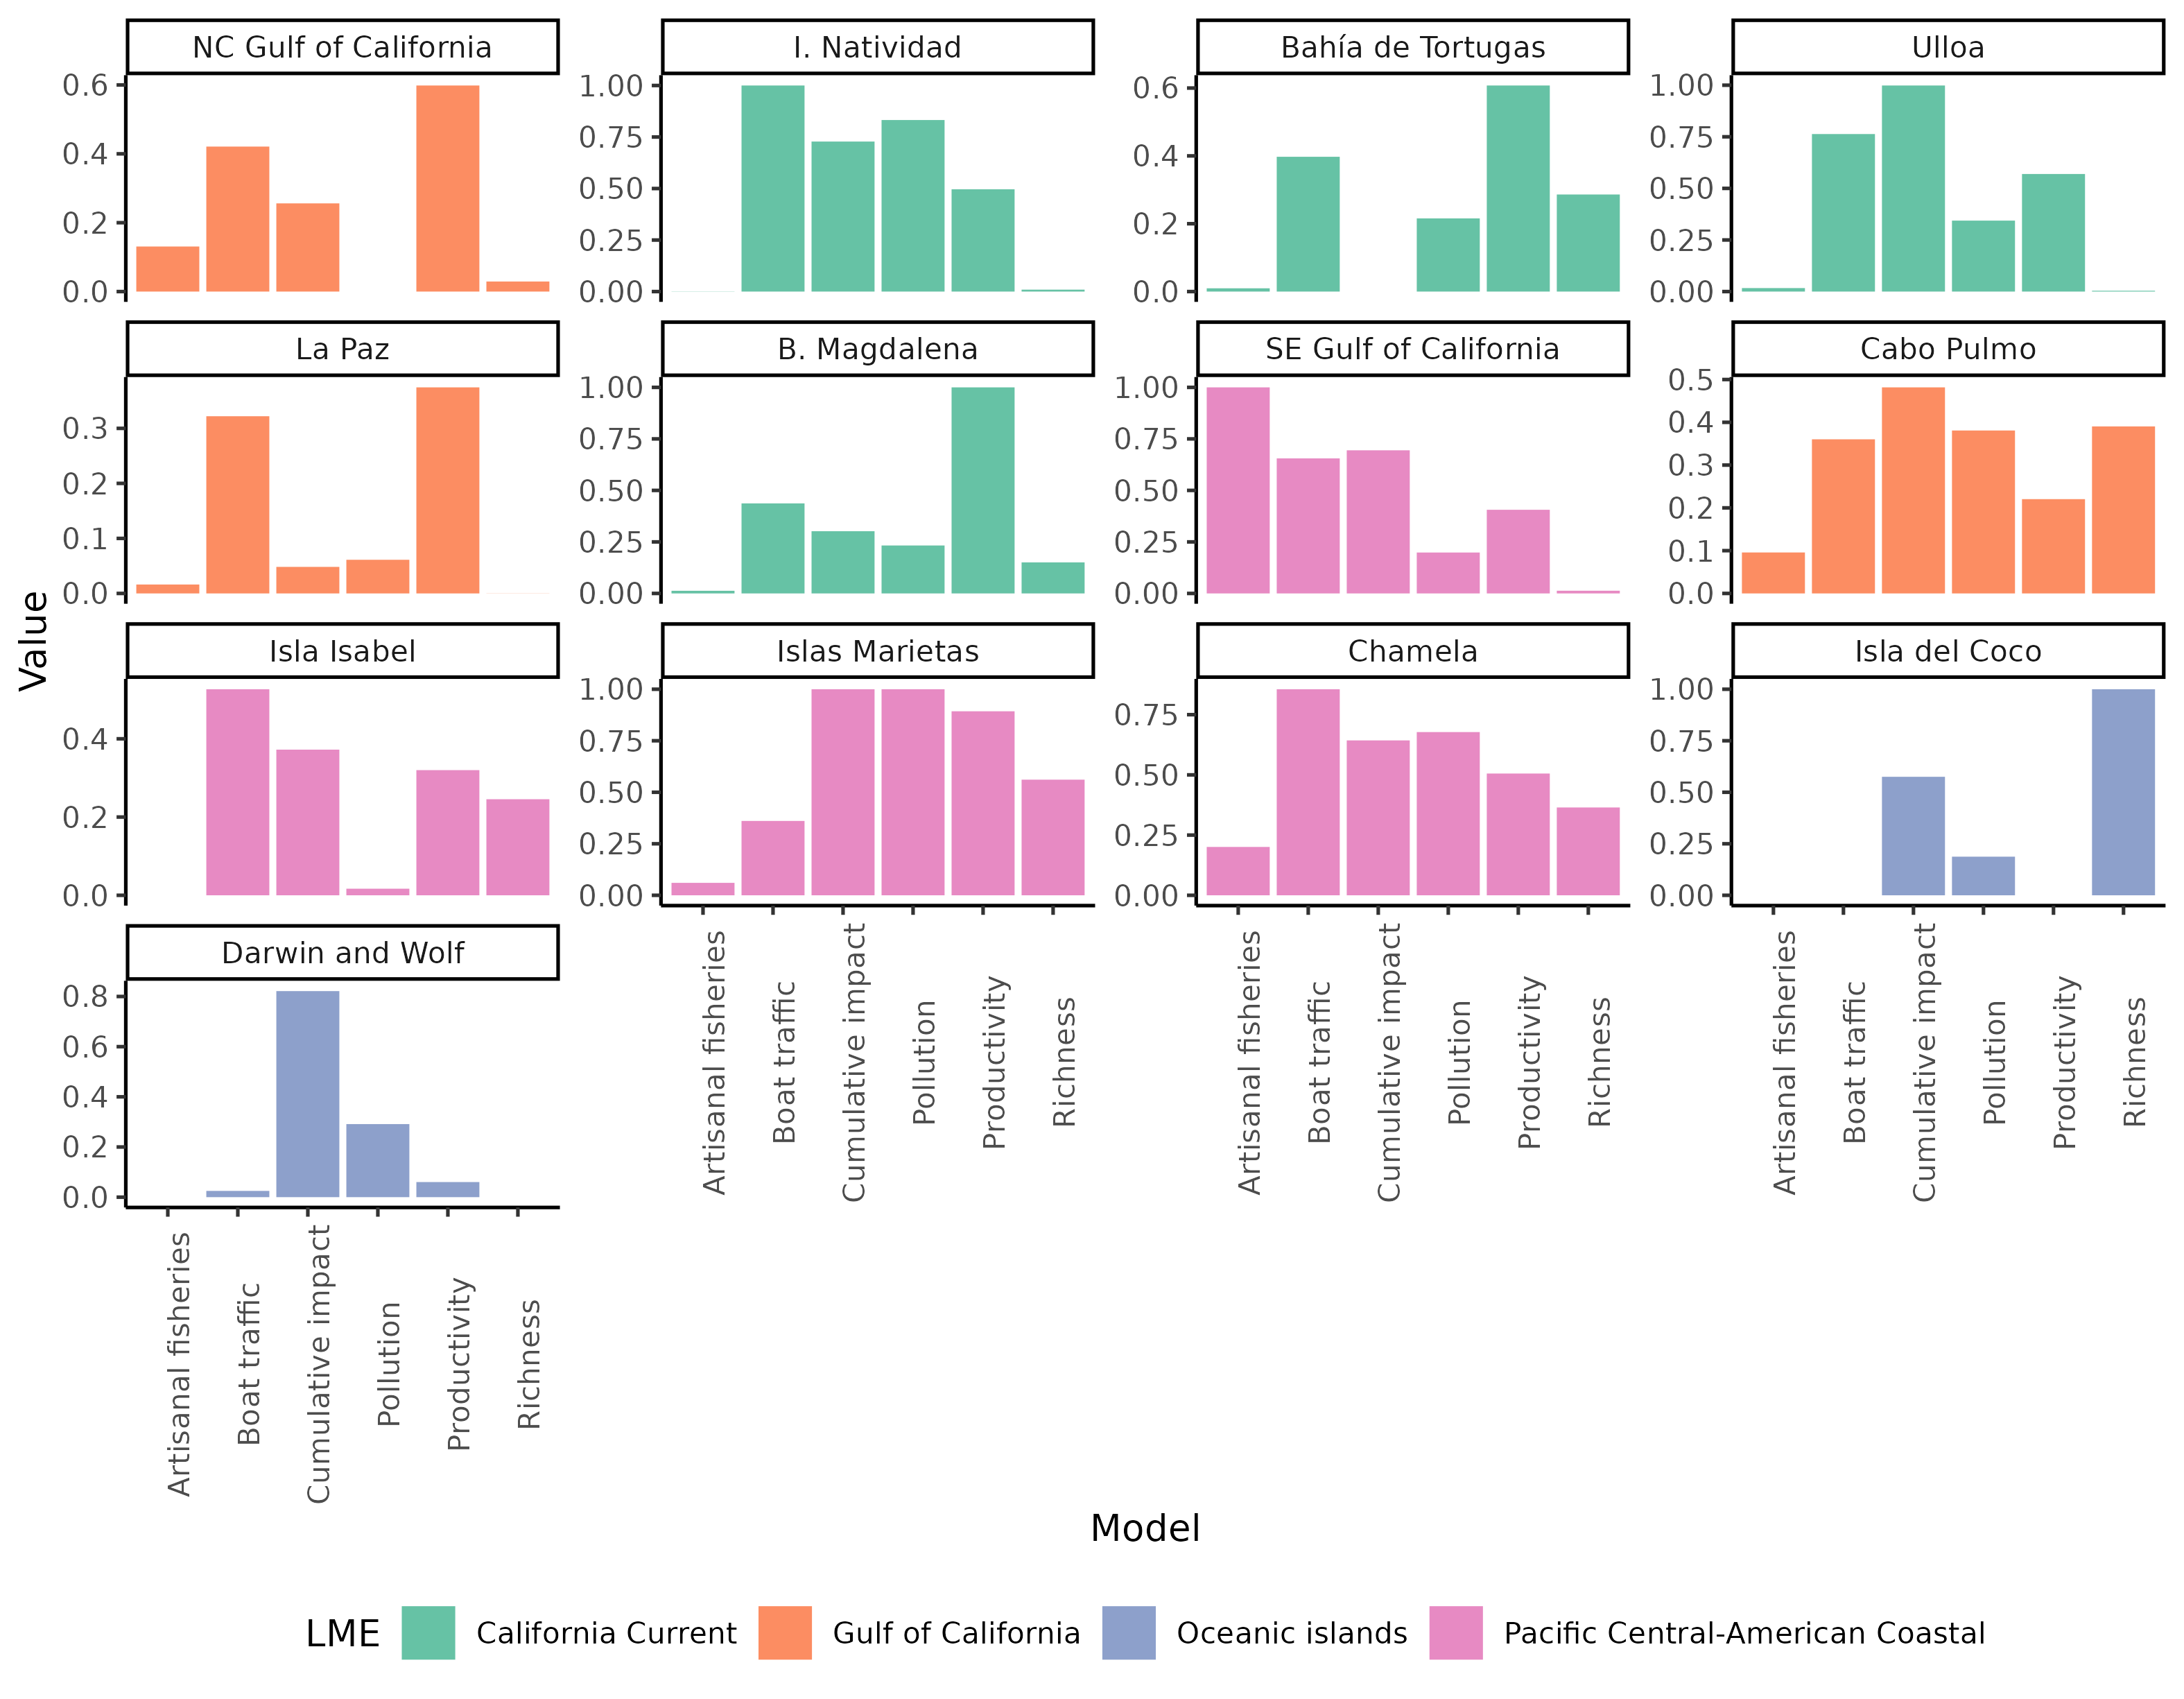 NC Gulf of California
I. Natividad
Bahía de Tortugas
Ulloa
0.6
0.4
0.2
0.0
1.00
0.75
0.50
0.25
0.00
0.6
0.4
0.2
0.0
1.00
0.75
0.50
0.25
0.00
La Paz
B. Magdalena
SE Gulf of California
Cabo Pulmo
0.3
0.2
0.1
0.0
1.00
0.75
0.50
0.25
0.00
1.00
0.75
0.50
0.25
0.00
0.5
0.4
0.3
0.2
0.1
0.0
Value
Isla Isabel
Islas Marietas
Chamela
Isla del Coco
0.4
0.2
0.0
1.00
0.75
0.50
0.25
0.00
0.75
0.50
0.25
0.00
1.00
0.75
0.50
0.25
0.00
Artisanal fisheries
Boat traffic
Cumulative impact
Pollution
Productivity
Richness
Artisanal fisheries
Boat traffic
Cumulative impact
Pollution
Productivity
Richness
Artisanal fisheries
Boat traffic
Cumulative impact
Pollution
Productivity
Richness
Darwin and Wolf
0.8
0.6
0.4
0.2
0.0
Artisanal fisheries
Boat traffic
Cumulative impact
Pollution
Productivity
Richness
Model
LME
California Current
Gulf of California
Oceanic islands
Pacific Central-American Coastal